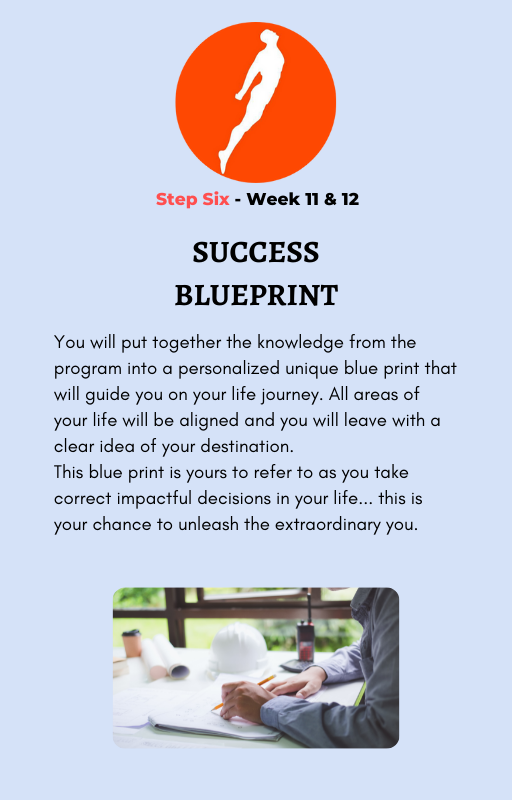 Step Six - Week 11 & 12
SUCCESS
BLUEPRINT
You will put together the knowledge from the
program into a personalized unique blue print that
will guide you on your life journey. All areas of
your life will be aligned and you will leave with a
clear idea of your destination.
This blue print is yours to refer to as you take
correct impactful decisions in your life... this is
your chance to unleash the extraordinary you.